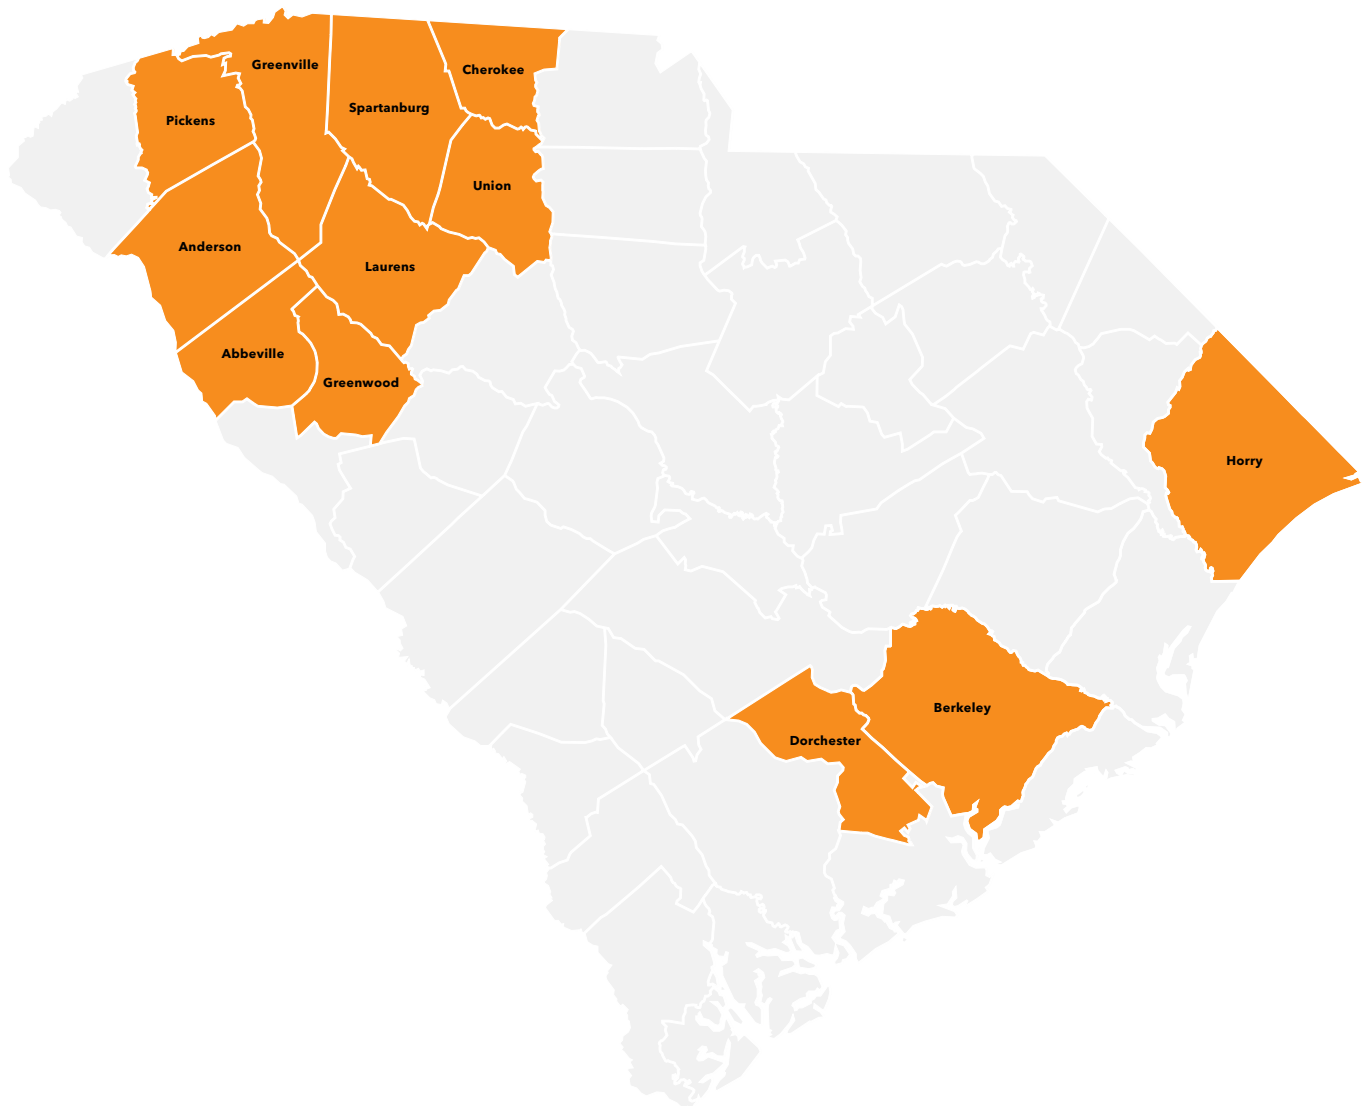 Greenville
Cherokee
Spartanburg
Pickens
Union
Anderson
Laurens
Abbeville
Greenwood
Horry
Berkeley
Dorchester